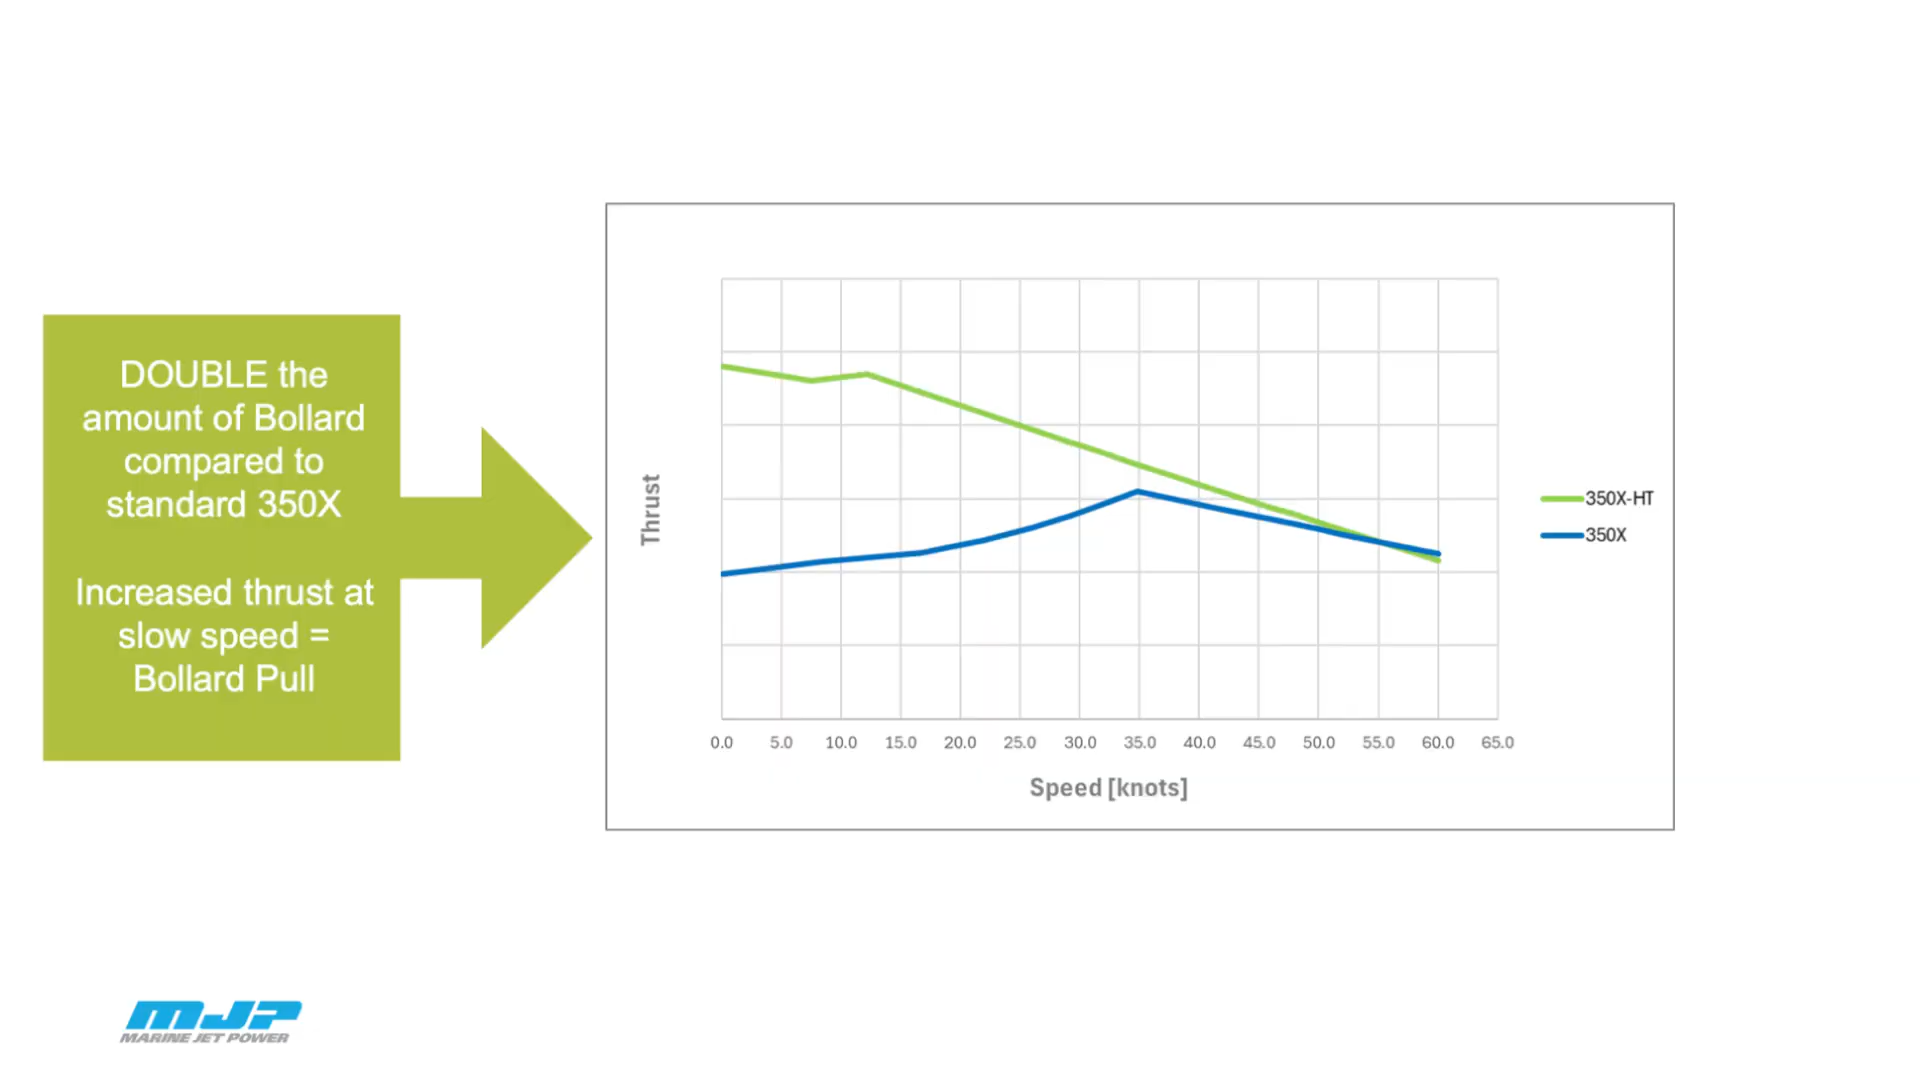 DOUBLE the
amount of Bollard
compared to
standard 350X
Increased thrust at
slow speed =
Bollard Pull
Thrust
350X-HT
350X
0.0 5.0 10.0 15.0 20.0 25.0 30.0 35.0 40.0 45.0 50.0 55.0 60.0 65.0
Speed [knots]
MJP
MARINE JET POWER